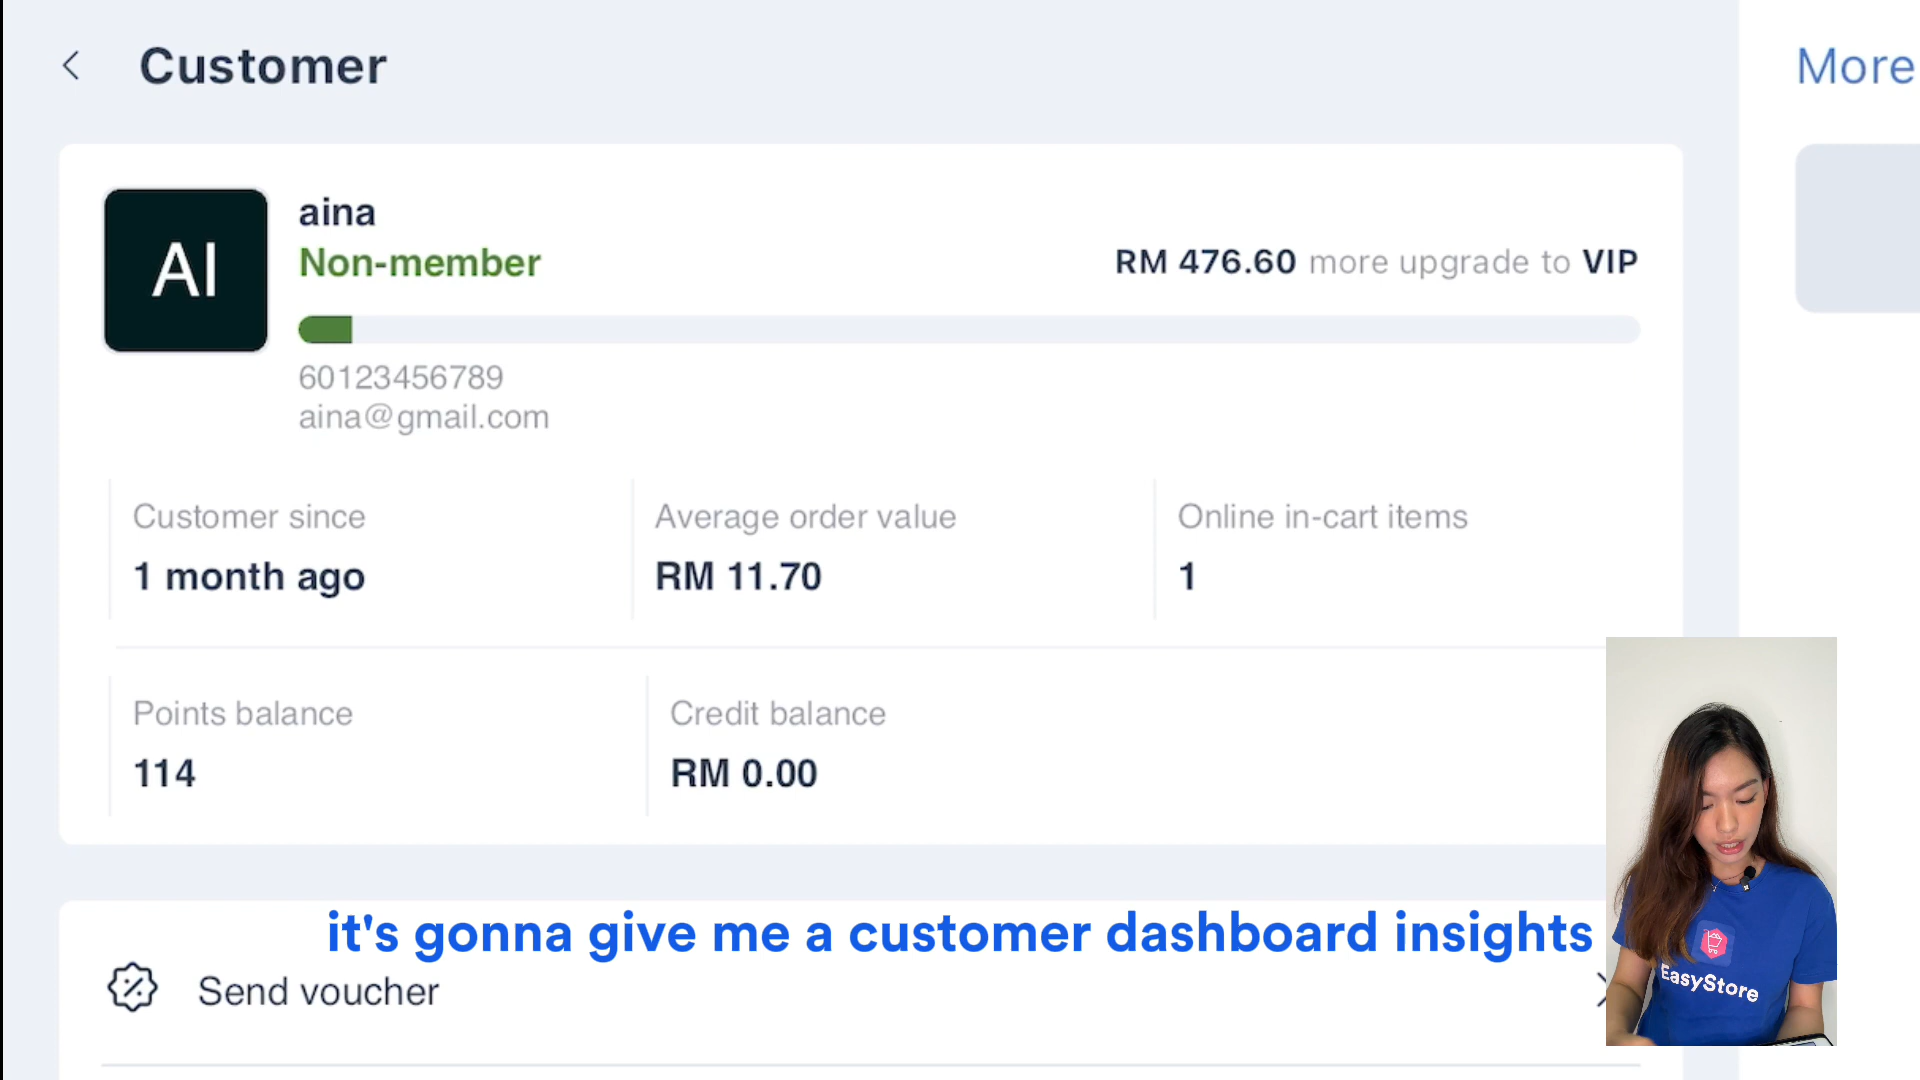 Customer
More
AI
aina
Non-member
RM 476.60 more upgrade to VIP
60123456789
aina@gmail.com
Customer since
Average order value
Online in-cart items
1 month ago
RM 11.70
1
Points balance
Credit balance
114
RM 0.00
it's gonna give me a customer dashboard insights
Send voucher
EasyStore